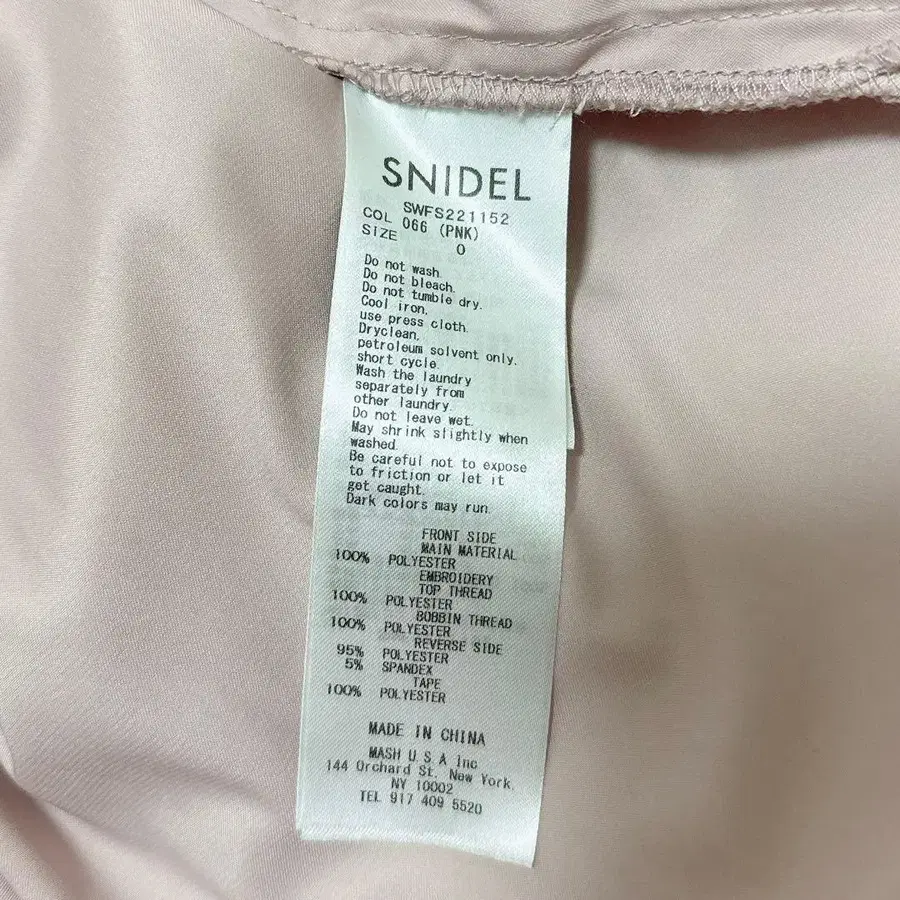 SNIDEL
SWFS221152
COL 066 (PNK)
SIZE 0
Do not wash.
Do not bleach.
Do not tumble dry.
Cool iron,
use press cloth.
Dryclean,
petroleum solvent only.
short cycle.
Wash the laundry
separately from
other laundry.
Do not leave wet.
May shrink slightly when
washed.
Be careful not to expose
to friction or let it
get caught.
Dark colors may run.
FRONT SIDE
MAIN MATERIAL
100% POLYESTER
EMBROIDERY
TOP THREAD
100% POLYESTER
BOBBIN THREAD
100% POLYESTER
REVERSE SIDE
95% POLYESTER
5% SPANDEX
TAPE
100% POLYESTER
MADE IN CHINA
MASH U.S.A Inc
144 Orchard St. New York,
NY 10002
TEL 917 409 5520